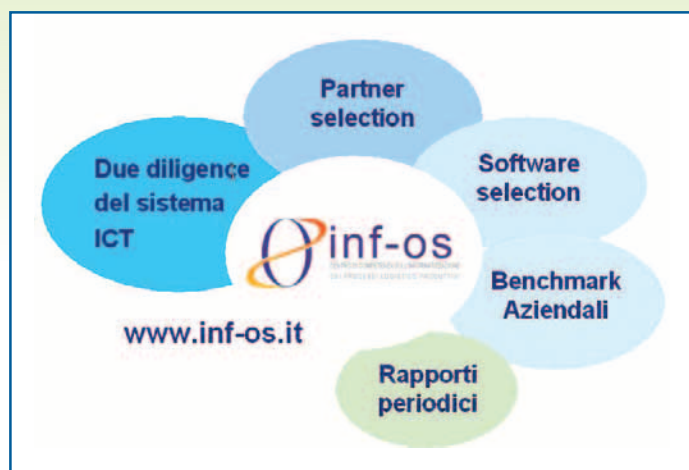 Partner
selection
Due diligence
del sistema
ICT
Software
selection
inf-os
Benchmark
Aziendali
www.inf-os.it
Rapporti
periodici